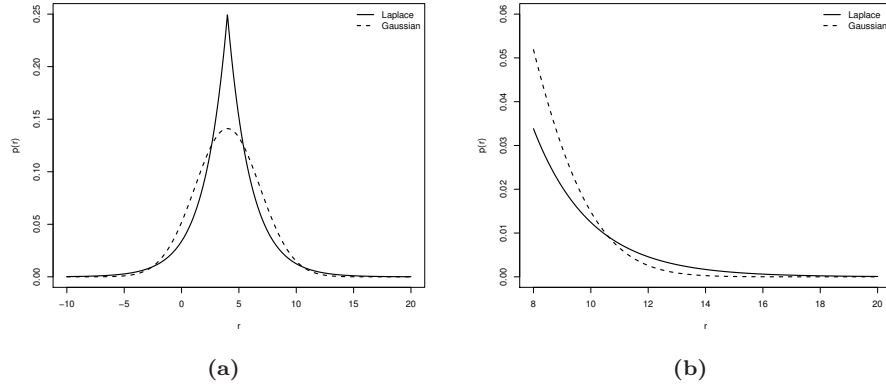 Laplace
Gaussian
p(r)
0.25
0.20
0.15
0.10
0.05
0.00
−10 −5 0 5 10 15 20
r
(a)
Laplace
Gaussian
p(r)
0.06
0.05
0.04
0.03
0.02
0.01
0.00
8 10 12 14 16 18 20
r
(b)